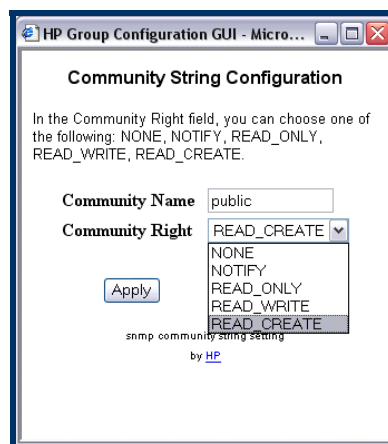 HP Group Configuration GUI - Micro...
Community String Configuration
In the Community Right field, you can choose one of
the following: NONE, NOTIFY, READ_ONLY,
READ_WRITE, READ_CREATE.
Community Name public
Community Right READ_CREATE
NONE
NOTIFY
READ_ONLY
READ_WRITE
READ_CREATE
Apply
snmp community string setting
by HP